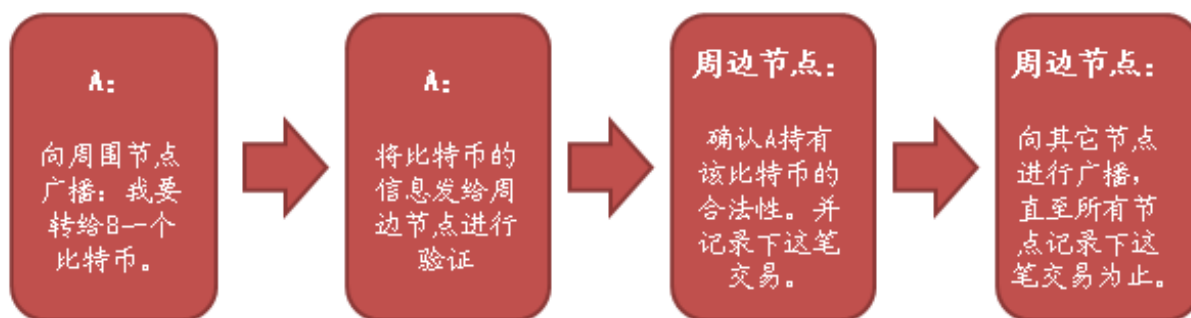 A:
向周围节点
广播：我要
转给B一个
比特币。
A:
将比特币的
信息发给周
边节点进行
验证
周边节点：
确认A持有
该比特币的
合法性。并
记录下这笔
交易。
周边节点：
向其它节点
进行广播，
直至所有节
点记录下这
笔交易为止。